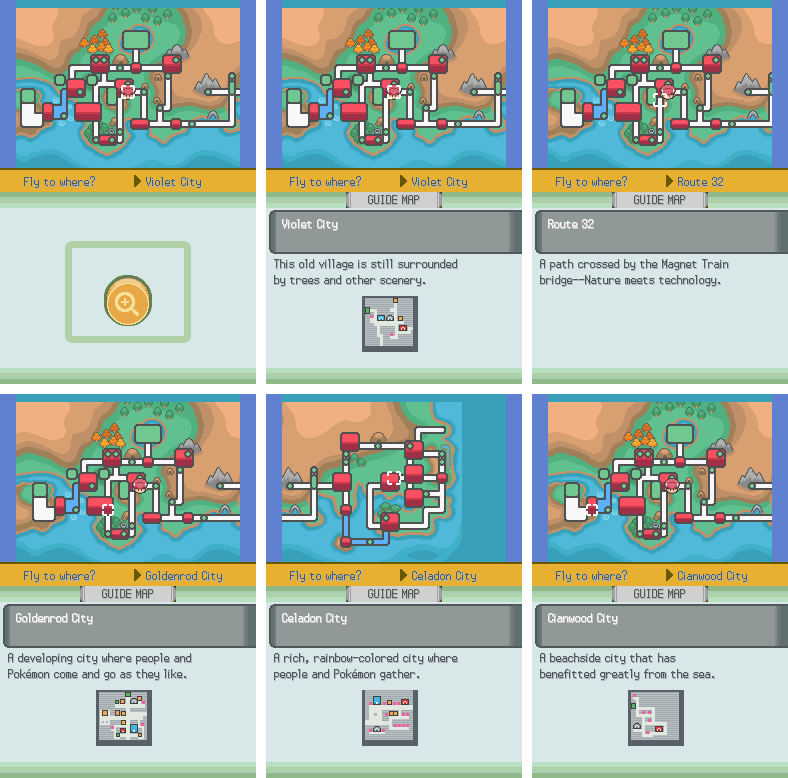 Fly to where? Violet City
Fly to where? Violet City
GUIDE MAP
Violet City
This old village is still surrounded
by trees and other scenery.
Fly to where? Route 32
GUIDE MAP
Route 32
A path crossed by the Magnet Train
bridge--Nature meets technology.
Fly to where? Goldenrod City
GUIDE MAP
Goldenrod City
A developing city where people and
Pokémon come and go as they like.
Fly to where? Celadon City
GUIDE MAP
Celadon City
A rich, rainbow-colored city where
people and Pokémon gather.
Fly to where? Cianwood City
GUIDE MAP
Cianwood City
A beachside city that has
benefitted greatly from the sea.